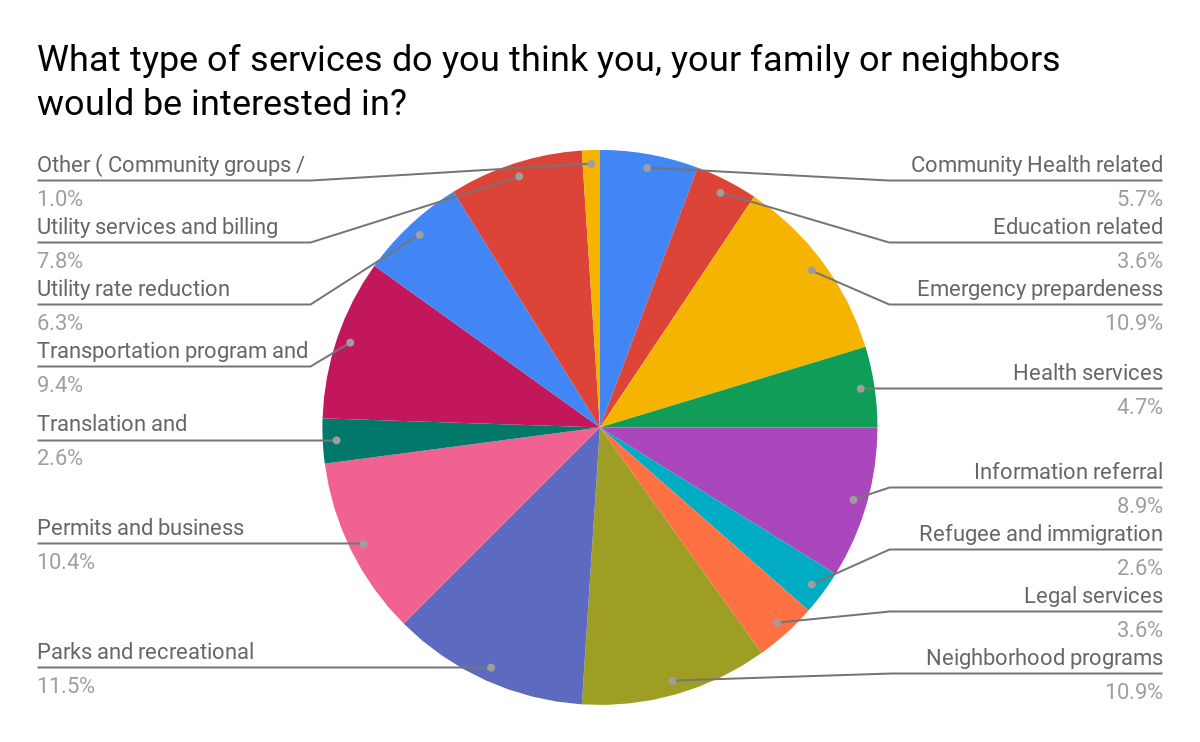 What type of services do you think you, your family or neighbors
would be interested in?
Other ( Community groups /
1.0%
Utility services and billing
7.8%
Utility rate reduction
6.3%
Transportation program and
9.4%
Translation and
2.6%
Permits and business
10.4%
Parks and recreational
11.5%
Community Health related
5.7%
Education related
3.6%
Emergency prepardeness
10.9%
Health services
4.7%
Information referral
8.9%
Refugee and immigration
2.6%
Legal services
3.6%
Neighborhood programs
10.9%